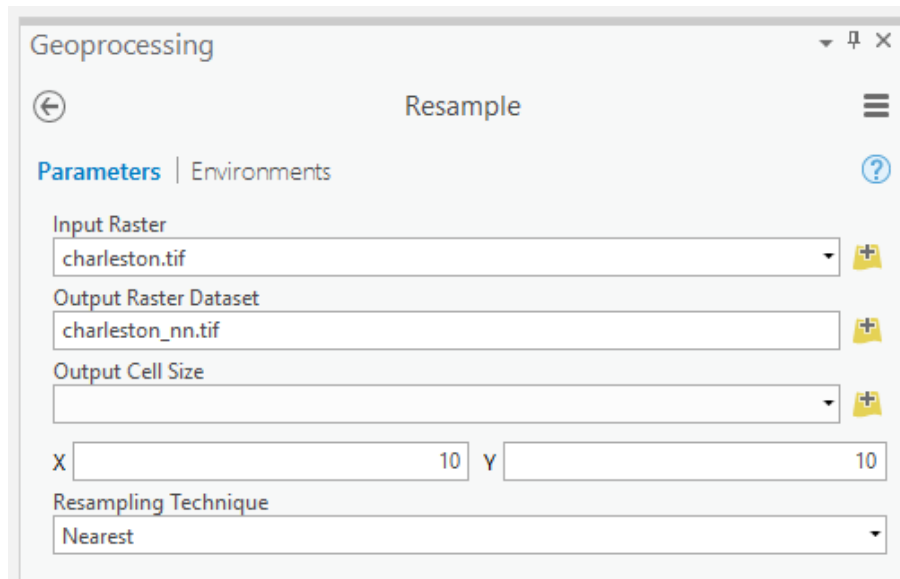 Geoprocessing
Resample
Parameters | Environments
Input Raster
charleston.tif
Output Raster Dataset
charleston_nn.tif
Output Cell Size
X 10 Y 10
Resampling Technique
Nearest